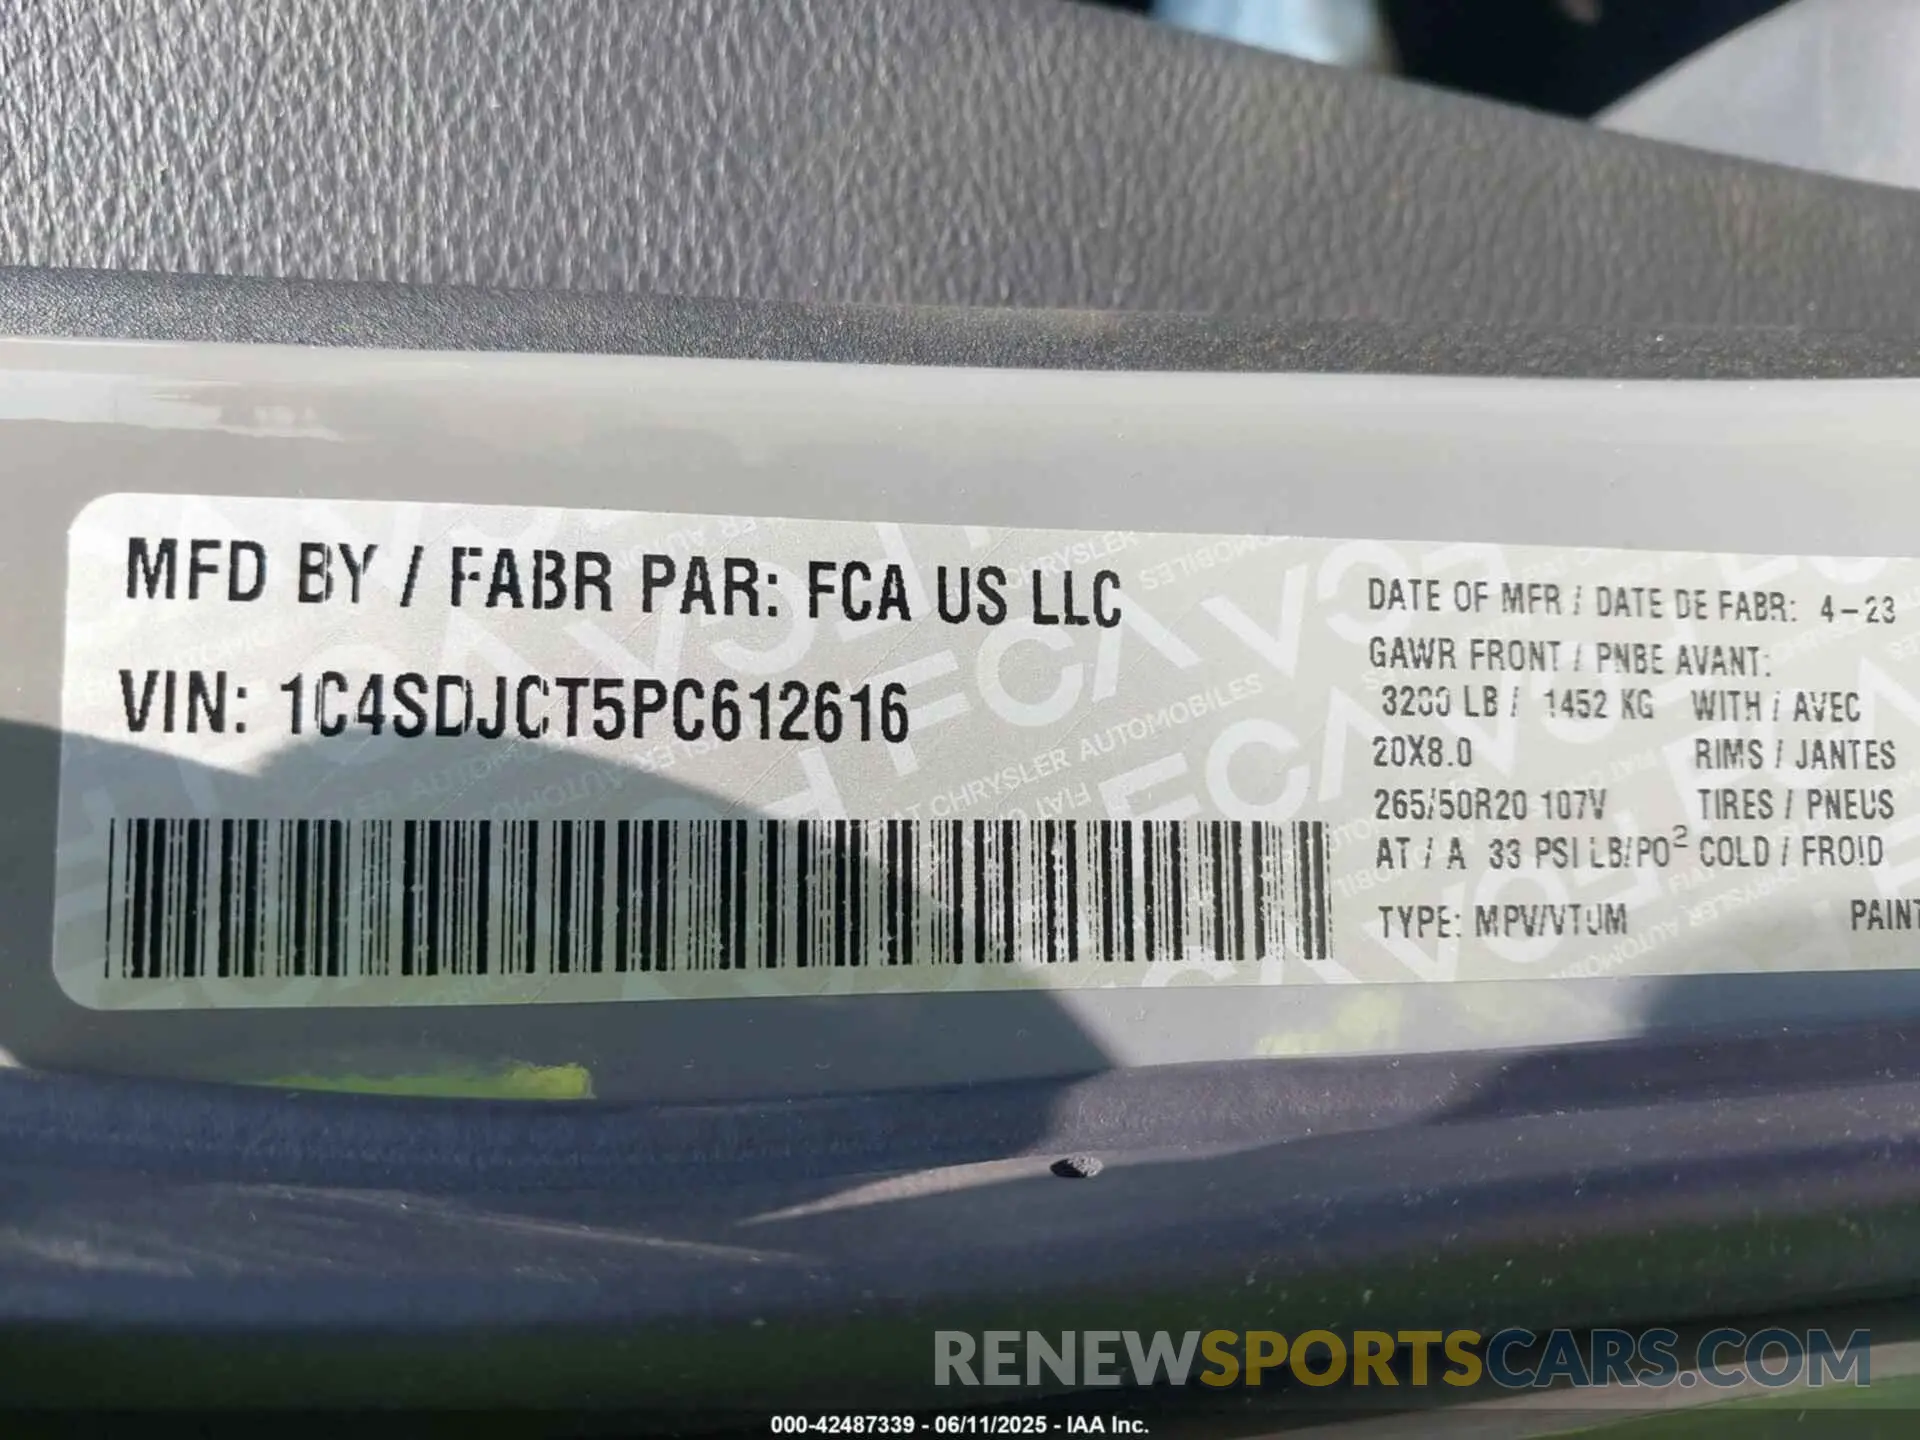 MFD BY / FABR PAR: FCA US LLC
VIN: 1C4SDJCT5PC612616
DATE OF MFR / DATE DE FABR: 4-23
GAWR FRONT / PNBE AVANT:
3200 LB / 1452 KG WITH / AVEC
20X8.0 RIMS / JANTES
265/50R20 107V TIRES / PNEUS
AT / A 33 PSI LB/PO² COLD / FROID
TYPE: MPV/VTUM PAINT
RENEWSPORTSCARS.COM
000-42487339 - 06/11/2025 - IAA Inc.